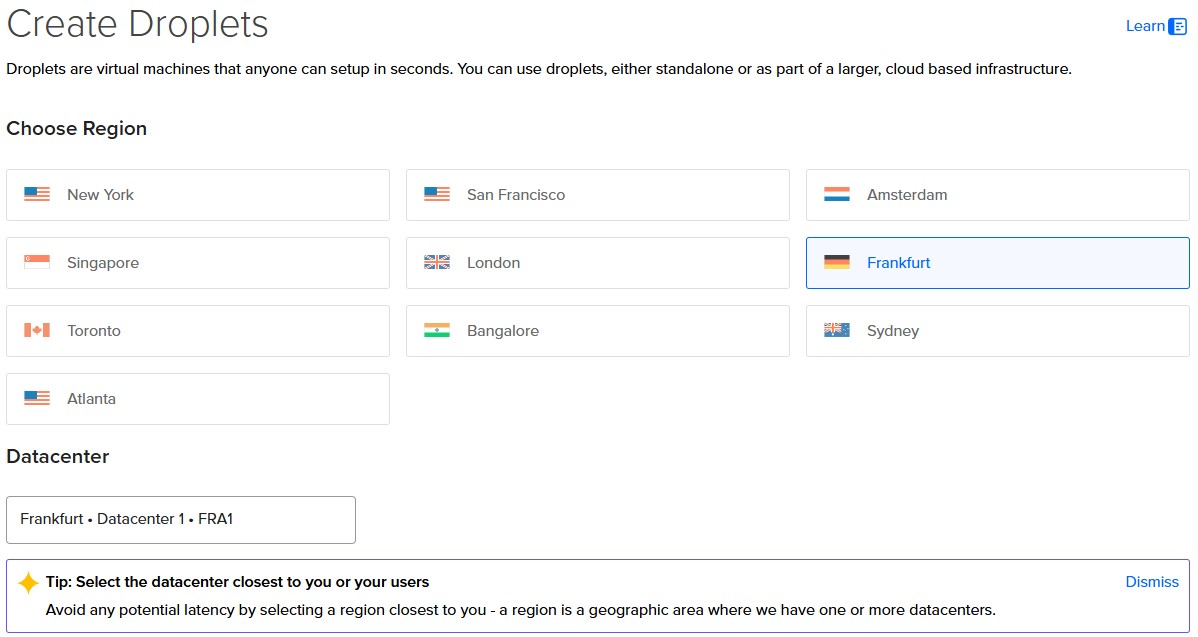 Create Droplets
Learn
Droplets are virtual machines that anyone can setup in seconds. You can use droplets, either standalone or as part of a larger, cloud based infrastructure.
Choose Region
New York
San Francisco
Amsterdam
Singapore
London
Frankfurt
Toronto
Bangalore
Sydney
Atlanta
Datacenter
Frankfurt • Datacenter 1 • FRA1
Tip: Select the datacenter closest to you or your users
Dismiss
Avoid any potential latency by selecting a region closest to you - a region is a geographic area where we have one or more datacenters.